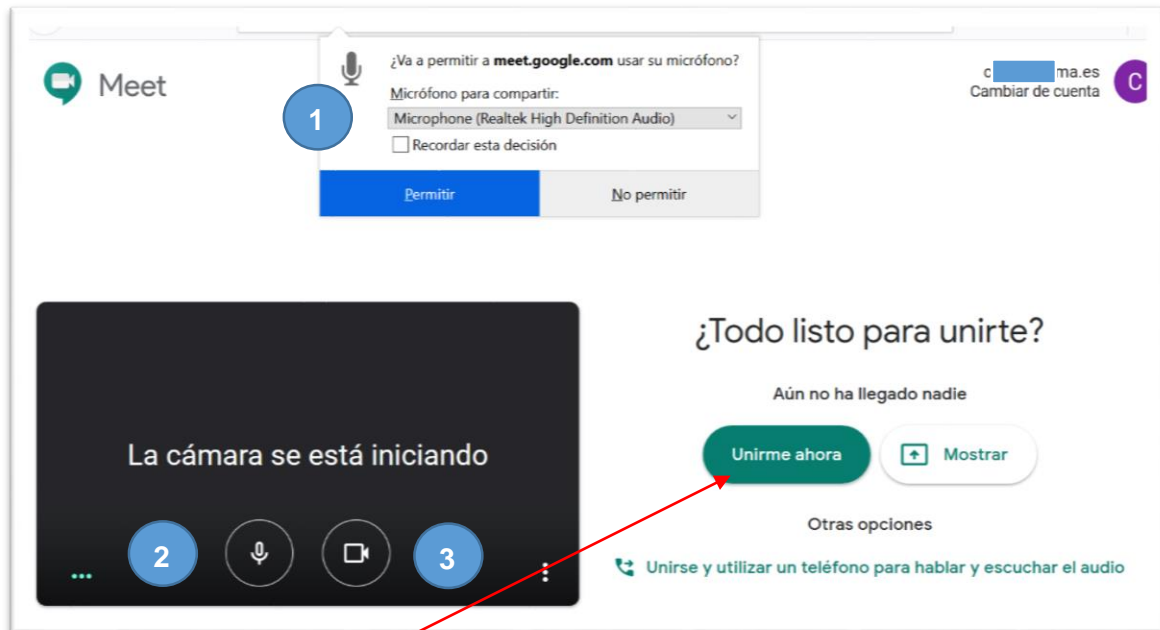 ¿Va a permitir a meet.google.com usar su micrófono?
Meet
Micrófono para compartir:
1
Microphone (Realtek High Definition Audio)
Recordar esta decisión
Permitir
No permitir
c ma.es
Cambiar de cuenta
C
La cámara se está iniciando
2
3
¿Todo listo para unirte?
Aún no ha llegado nadie
Unirme ahora
Mostrar
Otras opciones
Unirse y utilizar un teléfono para hablar y escuchar el audio